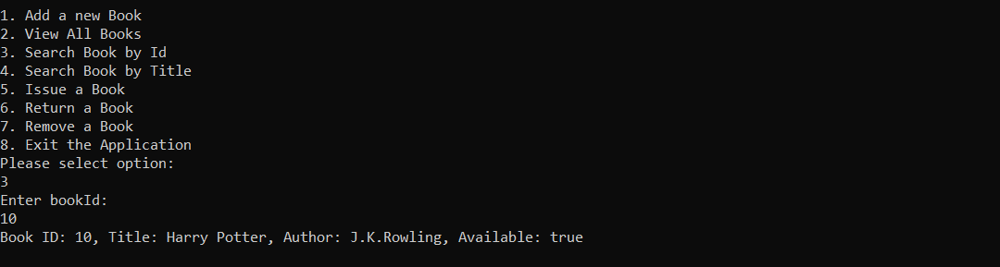 1. Add a new Book
2. View All Books
3. Search Book by Id
4. Search Book by Title
5. Issue a Book
6. Return a Book
7. Remove a Book
8. Exit the Application
Please select option:
3
Enter bookId:
10
Book ID: 10, Title: Harry Potter, Author: J.K.Rowling, Available: true